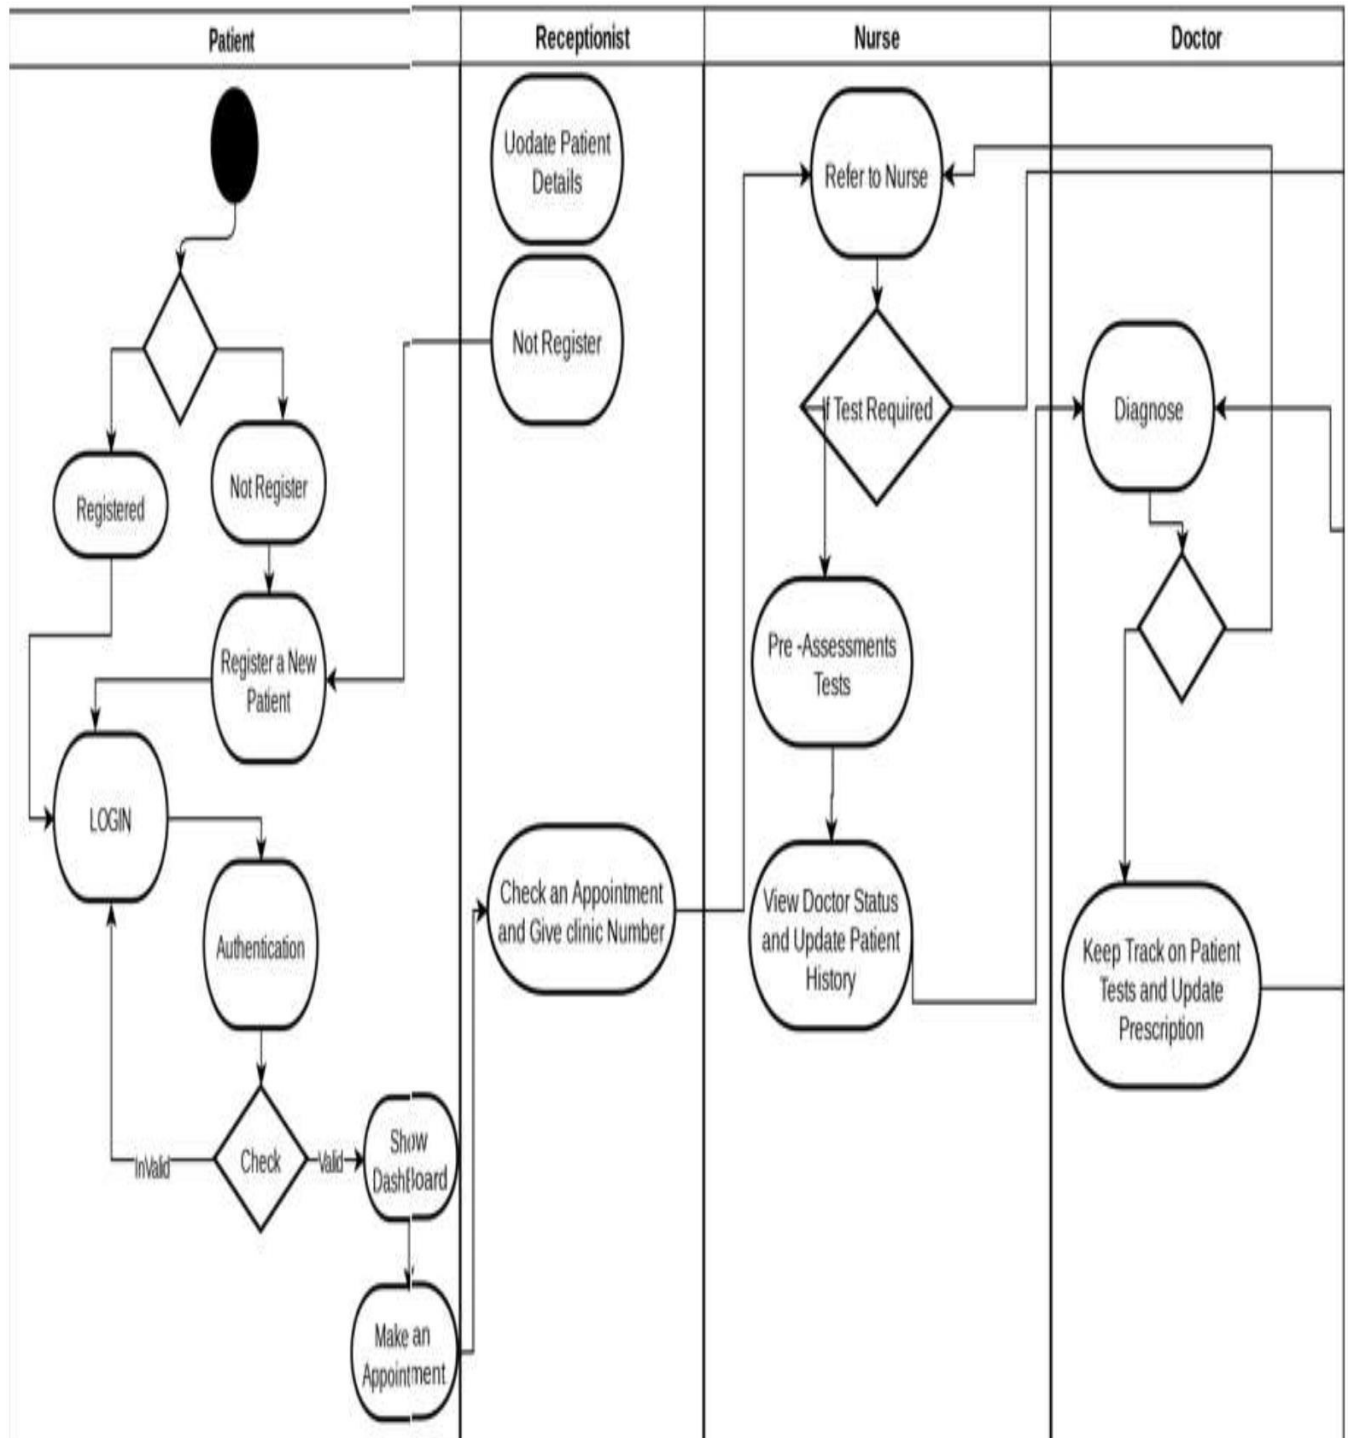 Patient
Receptionist
Nurse
Doctor
Uodate Patient
Details
Not Register
Registered
Not Register
Register a New
Patient
LOGIN
Authentication
Check
InValid
Valid
Show
DashBoard
Make an
Appointment
Check an Appointment
and Give clinic Number
Refer to Nurse
If Test Required
Pre -Assessments
Tests
View Doctor Status
and Update Patient
History
Diagnose
Keep Track on Patient
Tests and Update
Prescription